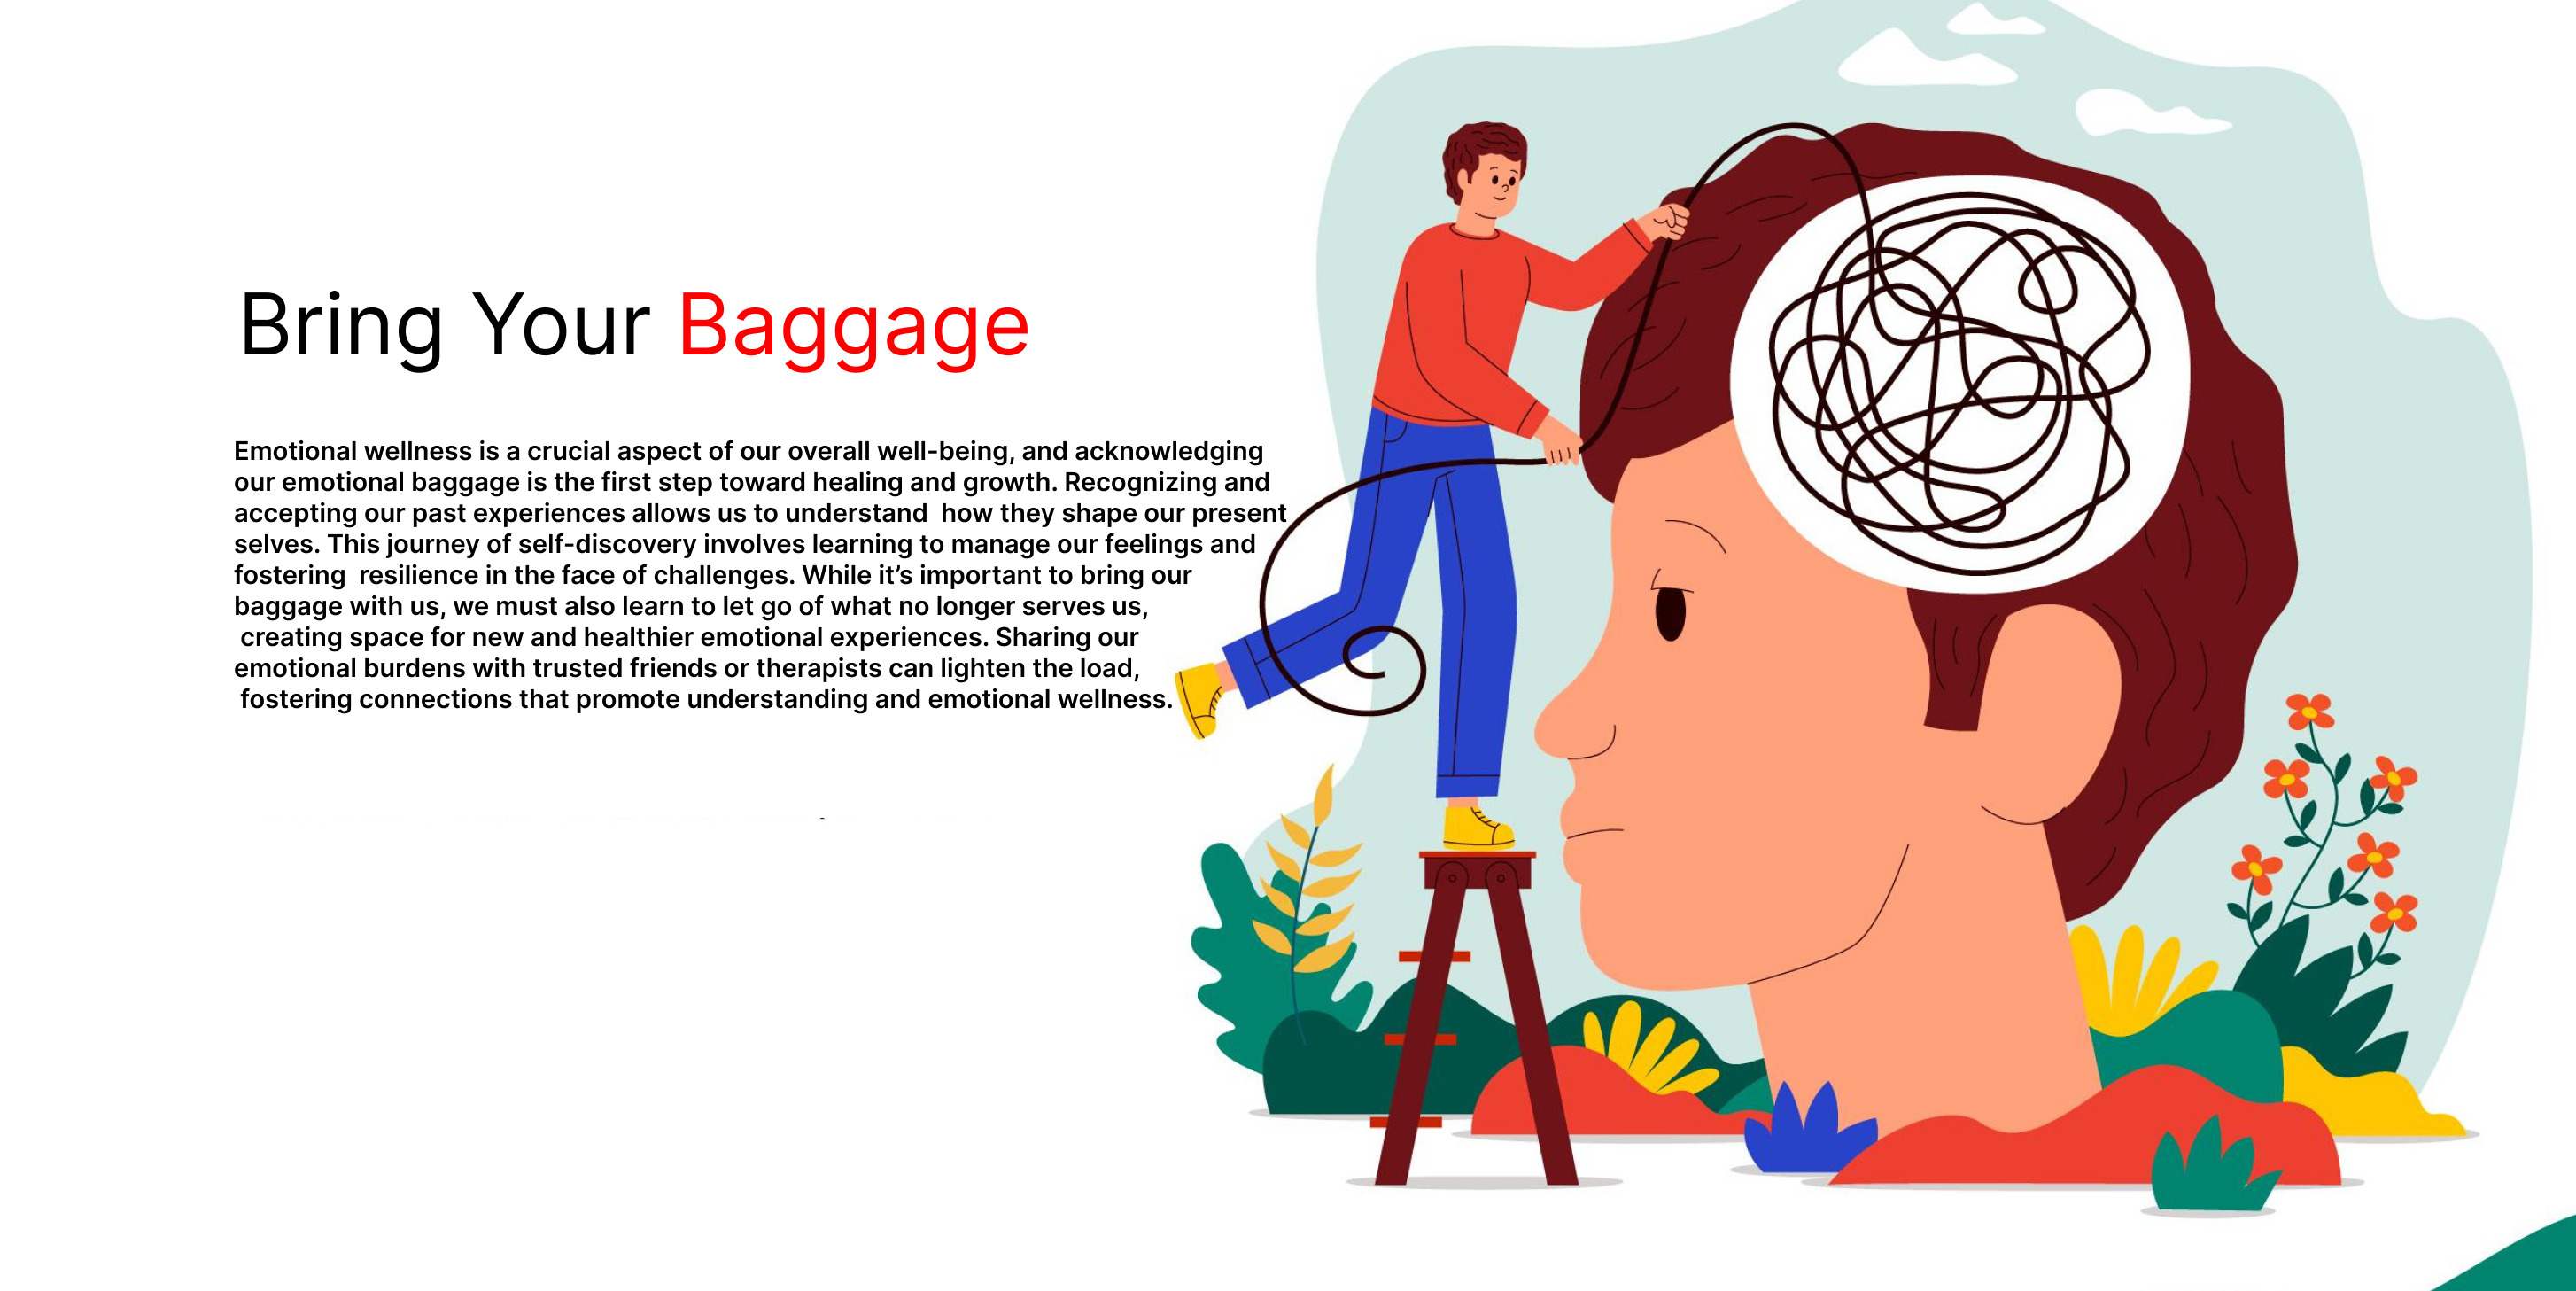 Bring Your Baggage
Emotional wellness is a crucial aspect of our overall well-being, and acknowledging
our emotional baggage is the first step toward healing and growth. Recognizing and
accepting our past experiences allows us to understand  how they shape our present
selves. This journey of self-discovery involves learning to manage our feelings and
fostering  resilience in the face of challenges. While it’s important to bring our
baggage with us, we must also learn to let go of what no longer serves us,
creating space for new and healthier emotional experiences. Sharing our
emotional burdens with trusted friends or therapists can lighten the load,
fostering connections that promote understanding and emotional wellness.